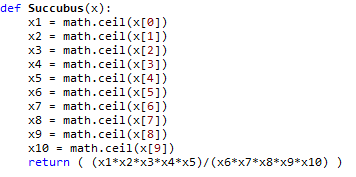 def Succubus(x):
    x1 = math.ceil(x[0])
    x2 = math.ceil(x[1])
    x3 = math.ceil(x[2])
    x4 = math.ceil(x[3])
    x5 = math.ceil(x[4])
    x6 = math.ceil(x[5])
    x7 = math.ceil(x[6])
    x8 = math.ceil(x[7])
    x9 = math.ceil(x[8])
    x10 = math.ceil(x[9])
    return ( (x1*x2*x3*x4*x5)/(x6*x7*x8*x9*x10) )